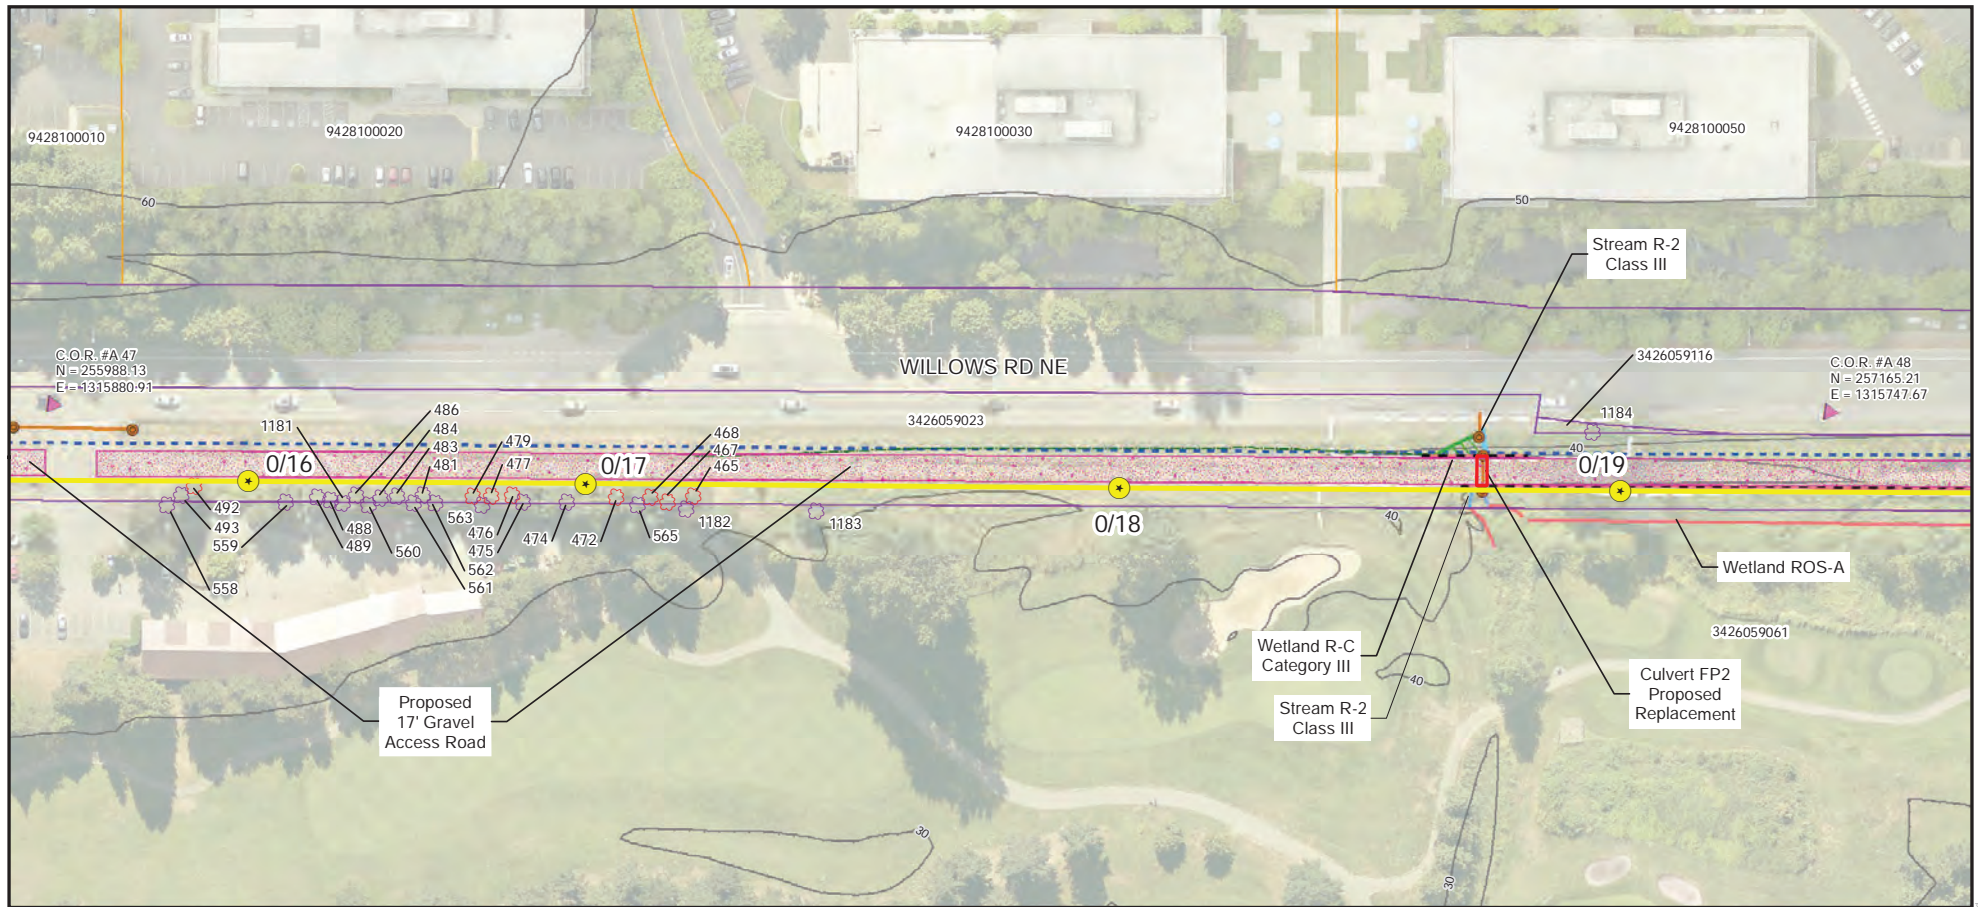 9428100010
9428100020
9428100030
9428100050
60
50
Stream R-2
Class III
C.O.R. #A 47
N = 255988.13
E = 1315880.91
WILLOWS RD NE
3426059116
C.O.R. #A 48
N = 257165.21
E = 1315747.67
3426059023
1184
486
1181
484
483
481
479
477
468
467
465
40
0/16
0/17
0/19
492
493
559
558
488
489
560
563
476
475
562
561
474
472
565
1182
1183
0/18
40
Wetland ROS-A
Wetland R-C
Category III
3426059061
40
Culvert FP2
Proposed
Replacement
Stream R-2
Class III
Proposed
17' Gravel
Access Road
30
30